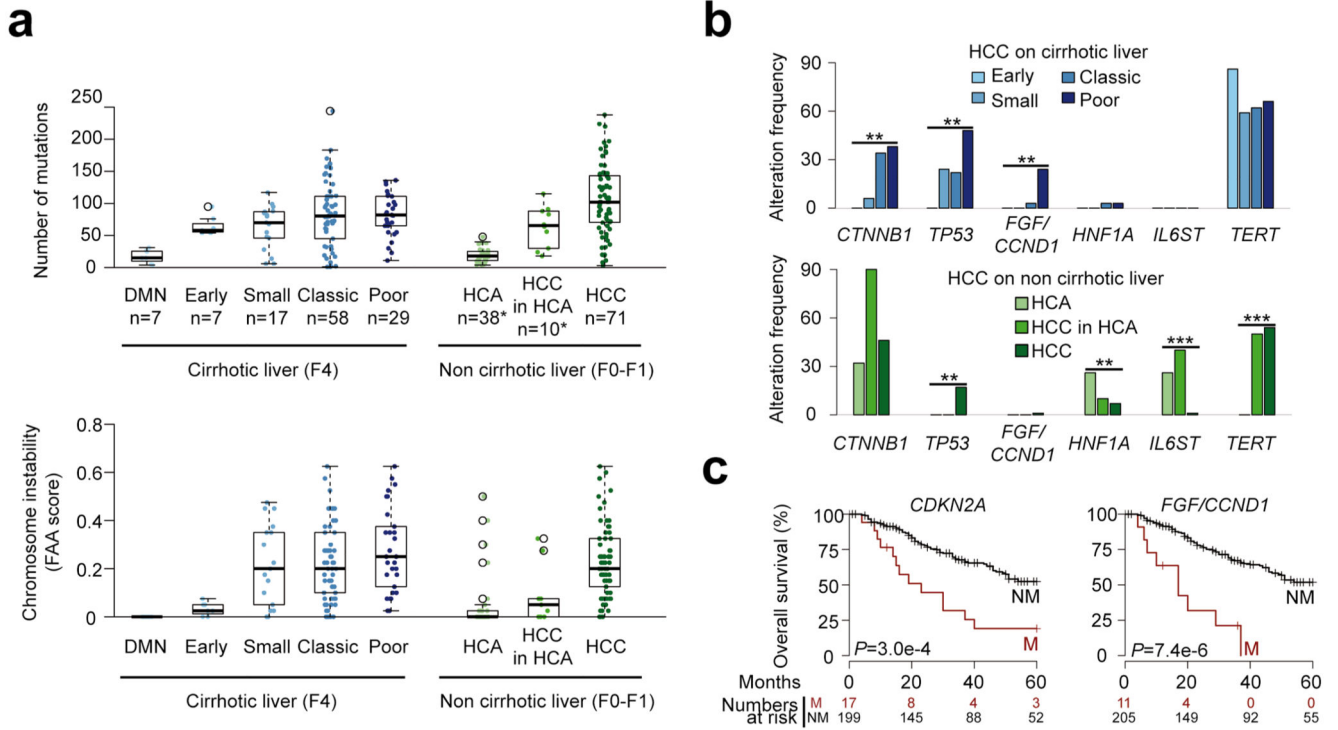 a
Number of mutations
250
200
150
100
50
0
DMN Early Small Classic Poor
n=7 n=7 n=17 n=58 n=29
HCA HCC in HCA HCC
n=38* n=10* n=71
Cirrhotic liver (F4) Non cirrhotic liver (F0-F1)
Chromosome instability
(FAA score)
0.8
0.6
0.4
0.2
0
DMN Early Small Classic Poor
HCA HCC in HCA HCC
Cirrhotic liver (F4) Non cirrhotic liver (F0-F1)
b
HCC on cirrhotic liver
Early Classic
Small Poor
Alteration frequency
90
60
30
0
** ** **
CTNNB1 TP53 FGF/CCND1 HNF1A IL6ST TERT
HCC on non cirrhotic liver
HCA
HCC in HCA
HCC
Alteration frequency
90
60
30
0
** ** *** ***
CTNNB1 TP53 FGF/CCND1 HNF1A IL6ST TERT
c
Overall survival (%)
CDKN2A
100
75
50
25
0
NM
M
P=3.0e-4
FGF/CCND1
100
75
50
25
0
NM
M
P=7.4e-6
Months 0 20 40 60 0 20 40 60
Numbers at risk
M 17 8 4 3 11 4 0 0
NM 199 145 88 52 205 149 92 55